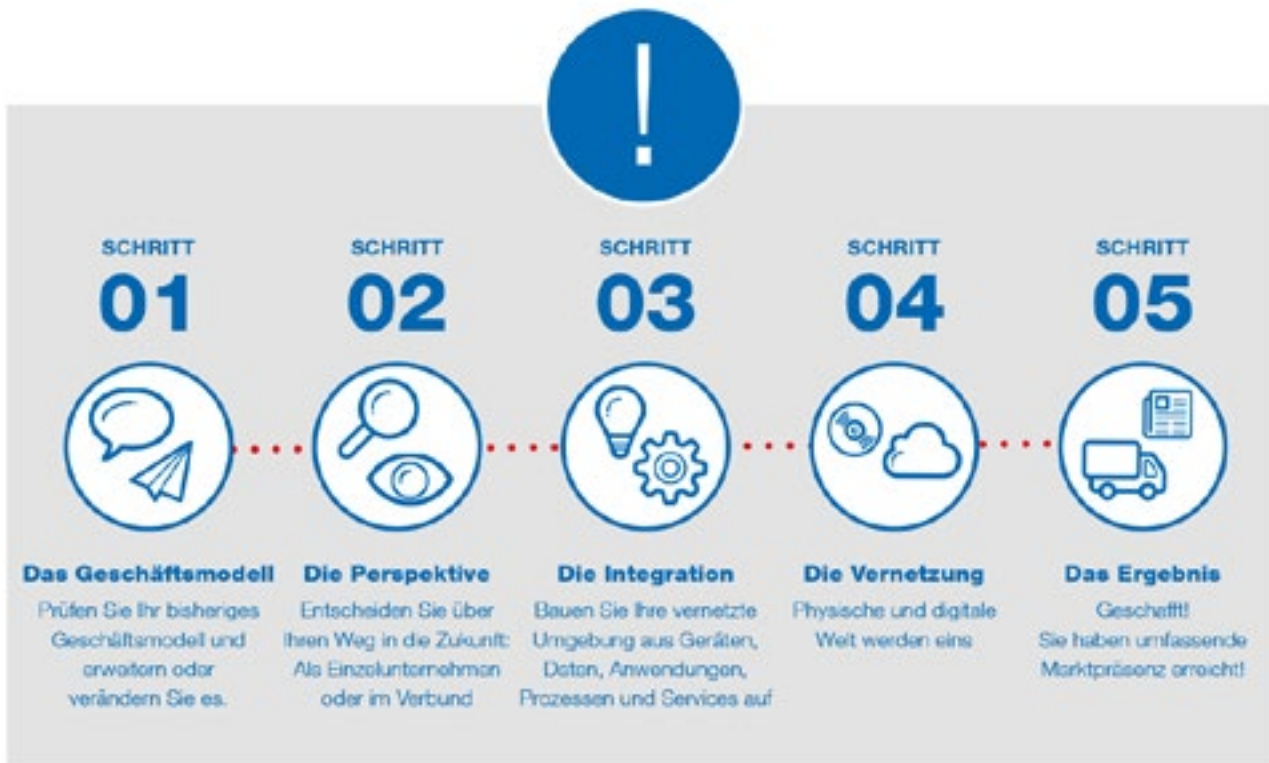 !
SCHRITT
01
Das Geschäftsmodell
Prüfen Sie Ihr bisheriges
Geschäftsmodell und
erweitern oder
verändern Sie es.
SCHRITT
02
Die Perspektive
Entscheiden Sie über
Ihren Weg in die Zukunft:
Als Einzelunternehmen
oder im Verbund
SCHRITT
03
Die Integration
Bauen Sie Ihre vernetzte
Umgebung aus Geräten,
Daten, Anwendungen,
Prozessen und Services auf
SCHRITT
04
Die Vernetzung
Physische und digitale
Welt werden eins
SCHRITT
05
Das Ergebnis
Geschafft!
Sie haben umfassende
Marktpräsenz erreicht!